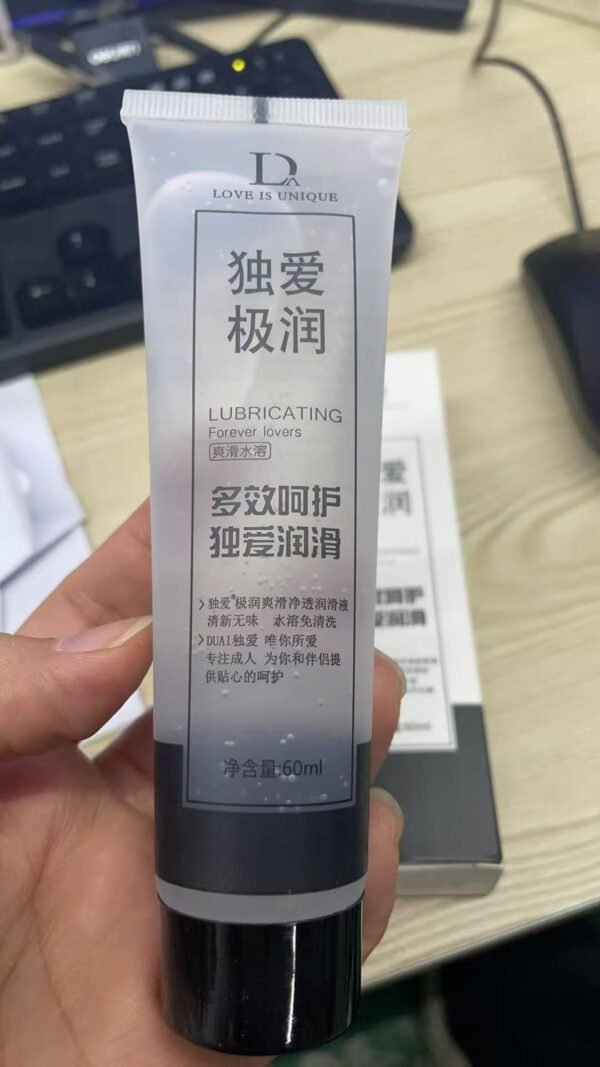 DA
LOVE IS UNIQUE
独爱
极润
LUBRICATING
Forever lovers
爽滑水溶
多效呵护
独爱润滑
>独爱®极润爽滑净透润滑液
清新无味 水溶免清洗
>DUAI独爱 唯你所爱
专注成人 为你和伴侣提
供贴心的呵护
净含量:60ml
爱
润